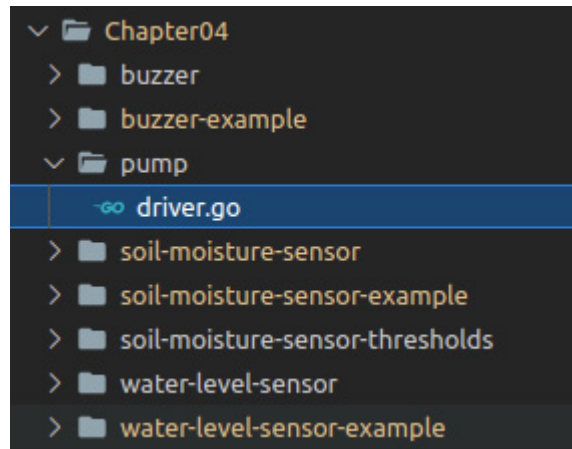 Chapter04
buzzer
buzzer-example
pump
GO driver.go
soil-moisture-sensor
soil-moisture-sensor-example
soil-moisture-sensor-thresholds
water-level-sensor
water-level-sensor-example